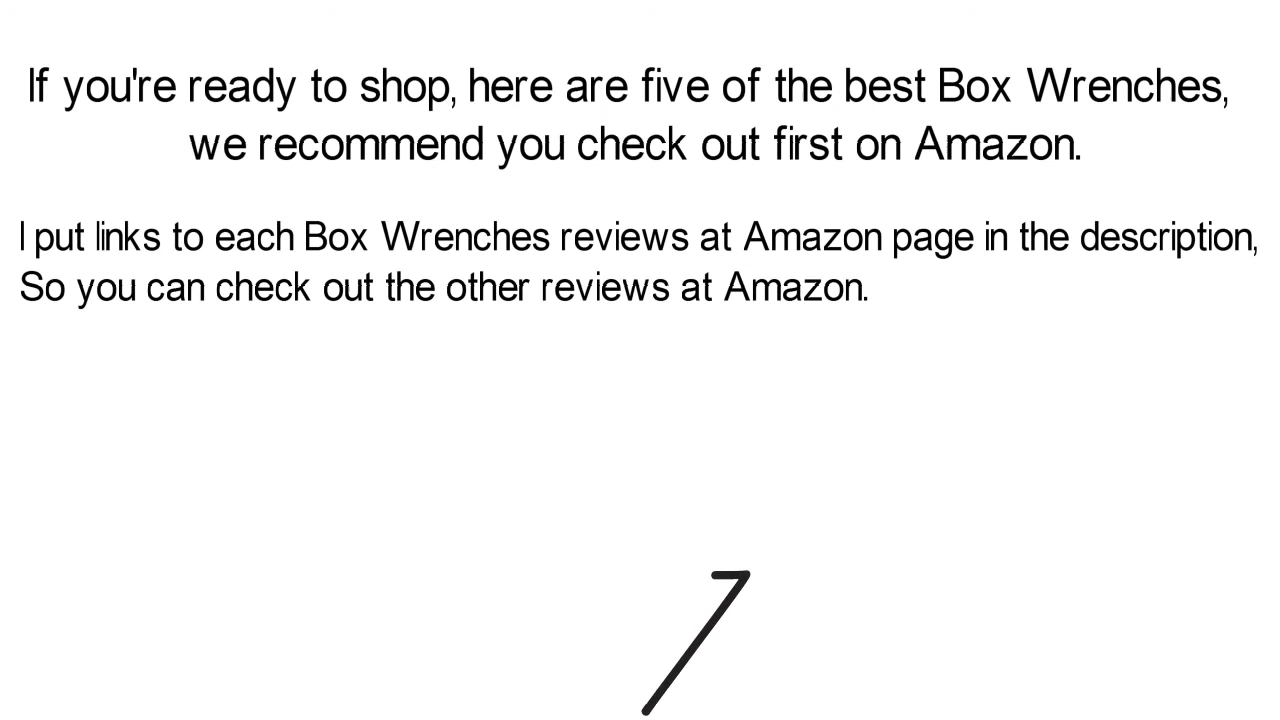 If you're ready to shop, here are five of the best Box Wrenches,
we recommend you check out first on Amazon.
I put links to each Box Wrenches reviews at Amazon page in the description,
So you can check out the other reviews at Amazon.